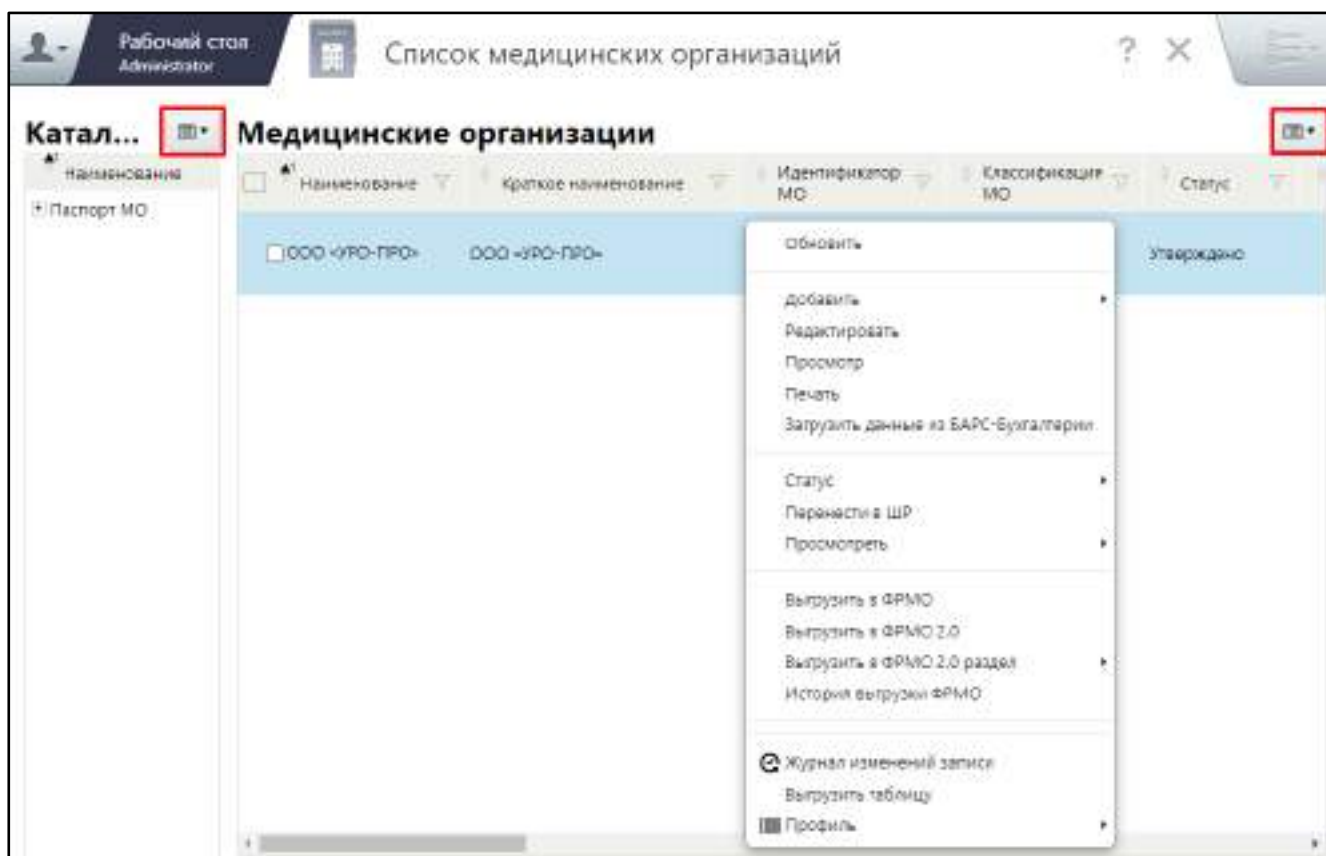 Рабочий стол
Administrator
Список медицинских организаций
?
Катал...
Медицинские организации
Наименование
Наименование
Краткое наименование
Идентификатор МО
Классификация МО
Статус
Паспорт МО
ООО «УРО-ПРО»
ООО «УРО-ПРО»
Утверждено
Обновить
Добавить
Редактировать
Просмотр
Печать
Загрузить данные из БАРС-Бухгалтерии
Статус
Перенести в ШР
Просмотреть
Выгрузить в ФРМО
Выгрузить в ФРМО 2.0
Выгрузить в ФРМО 2.0 раздел
История выгрузки ФРМО
Журнал изменений записи
Выгрузить таблицу
Профиль